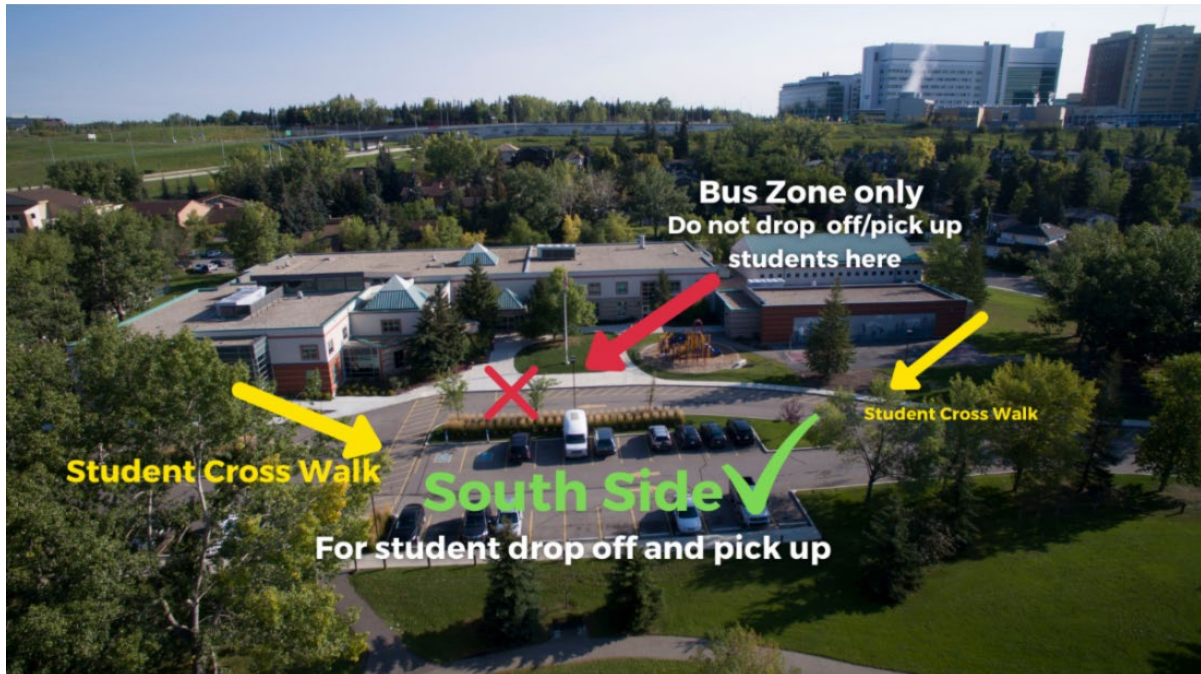 Bus Zone only
Do not drop off/pick up
students here
Student Cross Walk
Student Cross Walk
South Side
For student drop off and pick up